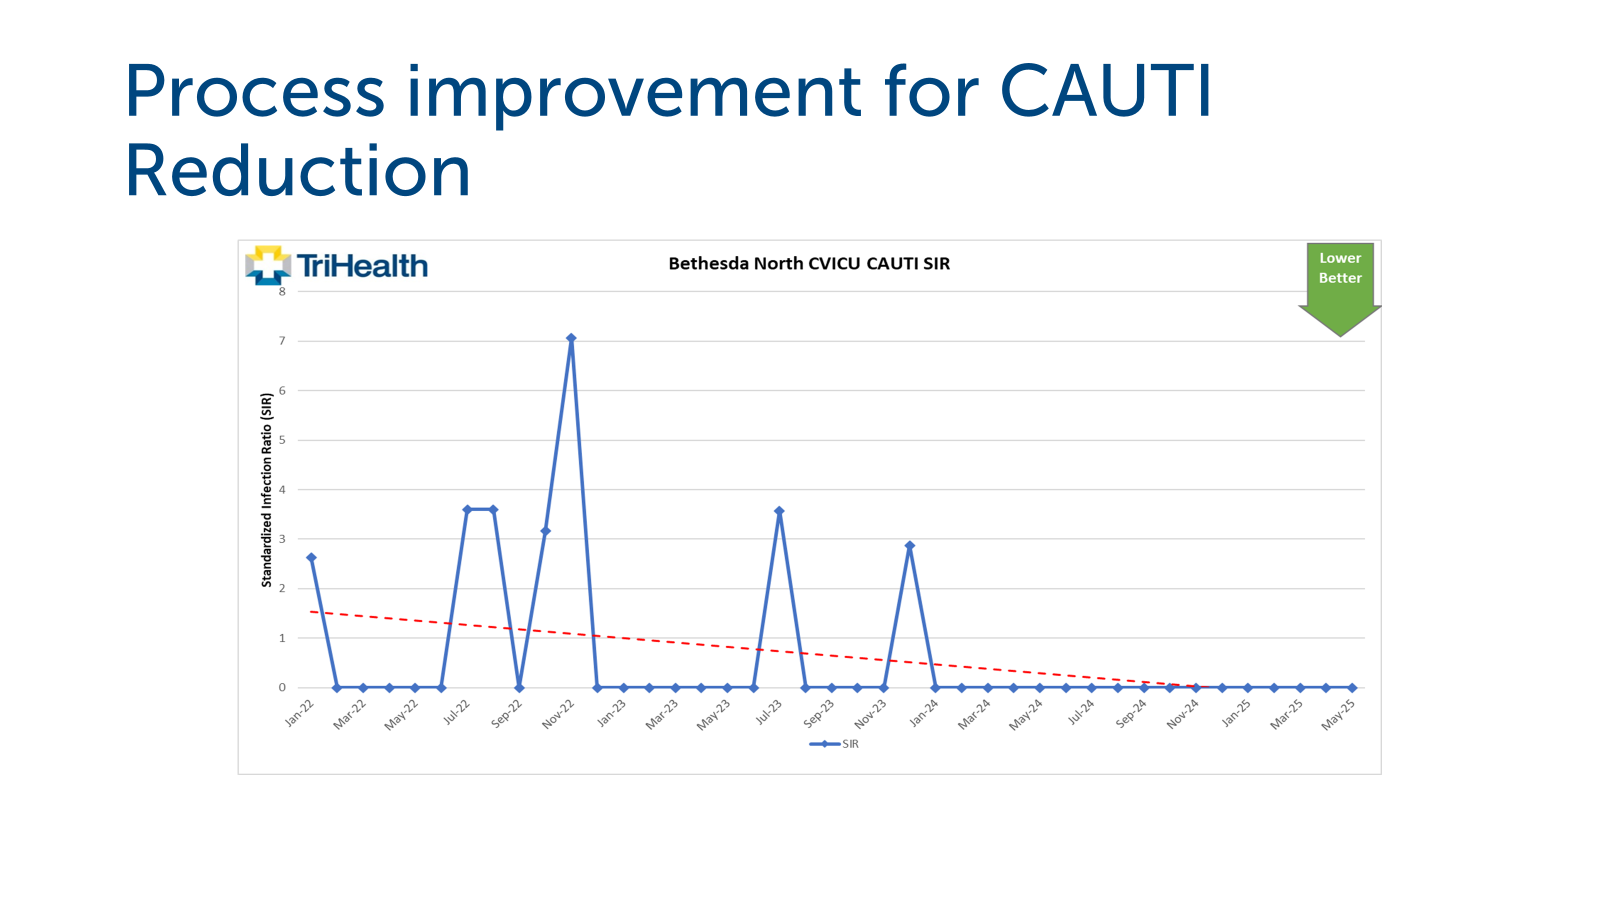 Process improvement for CAUTI
Reduction
TriHealth
Bethesda North CVICU CAUTI SIR
Lower
Better
Standardized Infection Ratio (SIR)
8
7
6
5
4
3
2
1
0
Jan-22
Mar-22
May-22
Jul-22
Sep-22
Nov-22
Jan-23
Mar-23
May-23
Jul-23
Sep-23
Nov-23
Jan-24
Mar-24
May-24
Jul-24
Sep-24
Nov-24
Jan-25
Mar-25
May-25
SIR